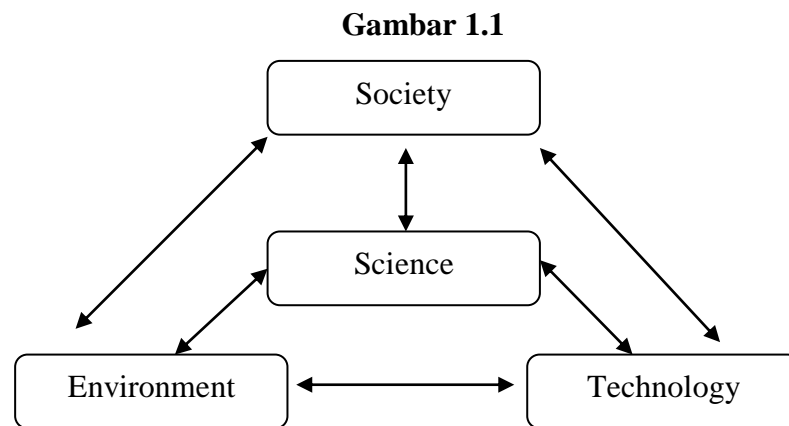 Gambar 1.1
Society
Science
Environment
Technology